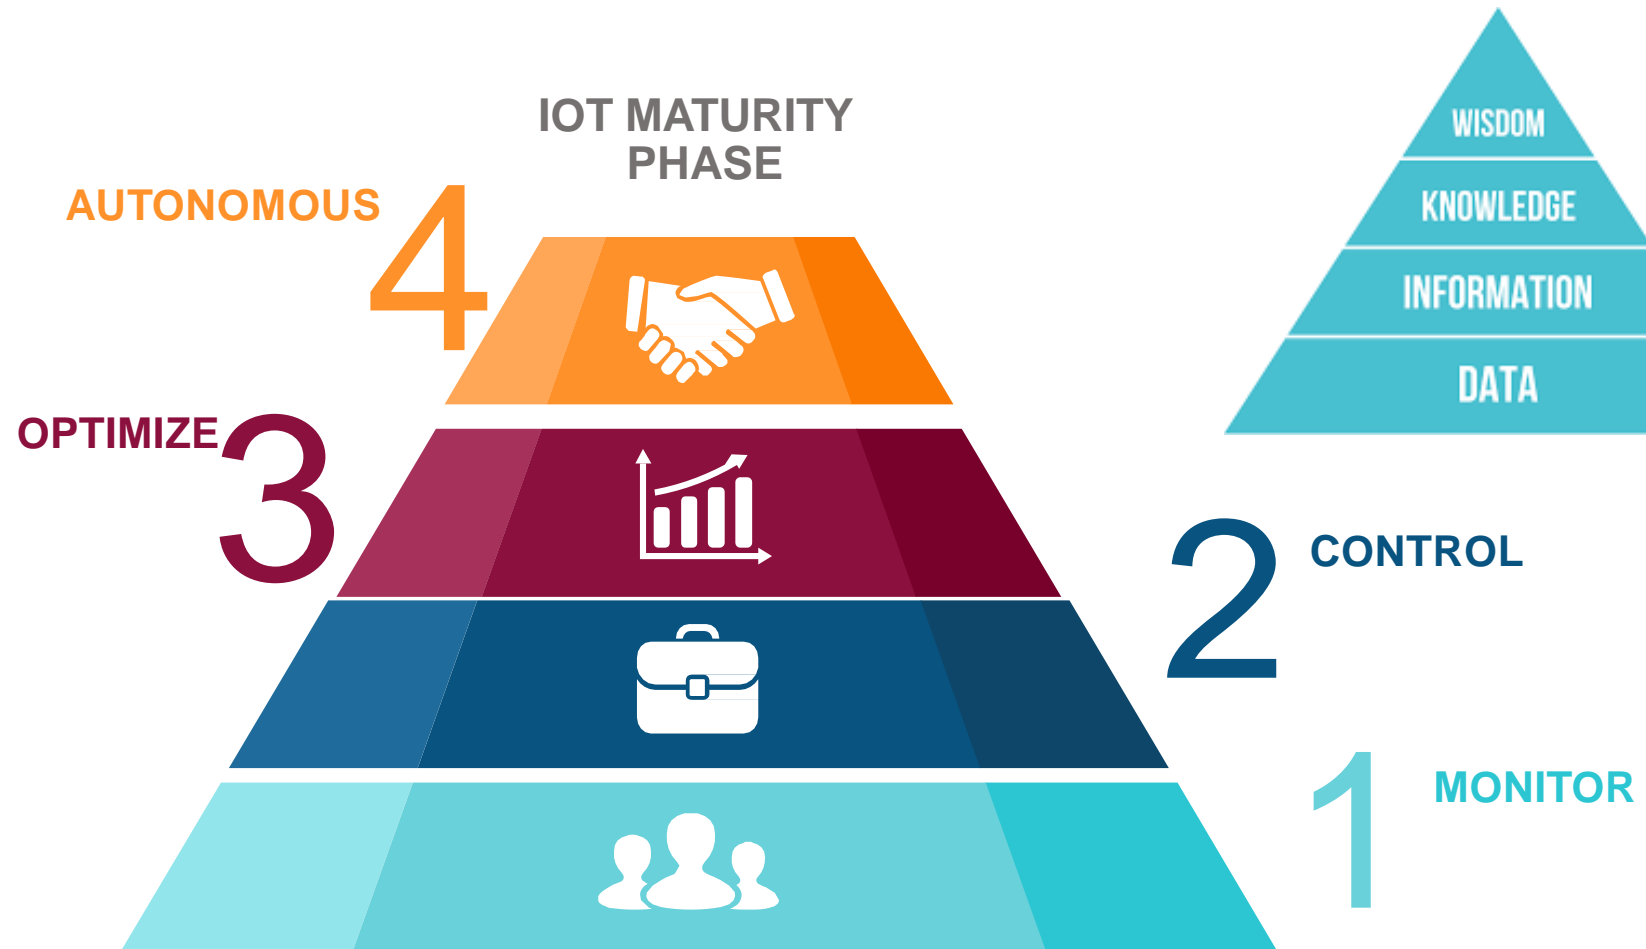 IOT MATURITY
PHASE
AUTONOMOUS
4
OPTIMIZE
3
2
CONTROL
1
MONITOR
WISDOM
KNOWLEDGE
INFORMATION
DATA